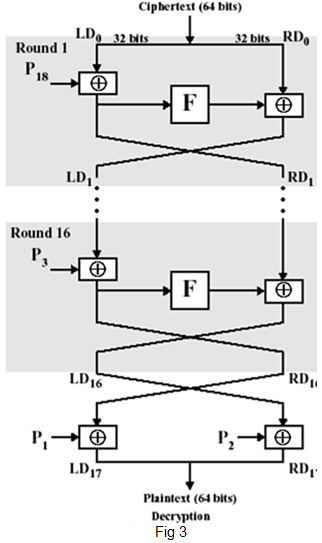 Ciphertext (64 bits)
LD0 32 bits 32 bits RD0
Round 1
P18
F
LD1 RD1
Round 16
P3
F
LD16 RD16
P1 P2
LD17
Plaintext (64 bits)
Decryption
Fig 3